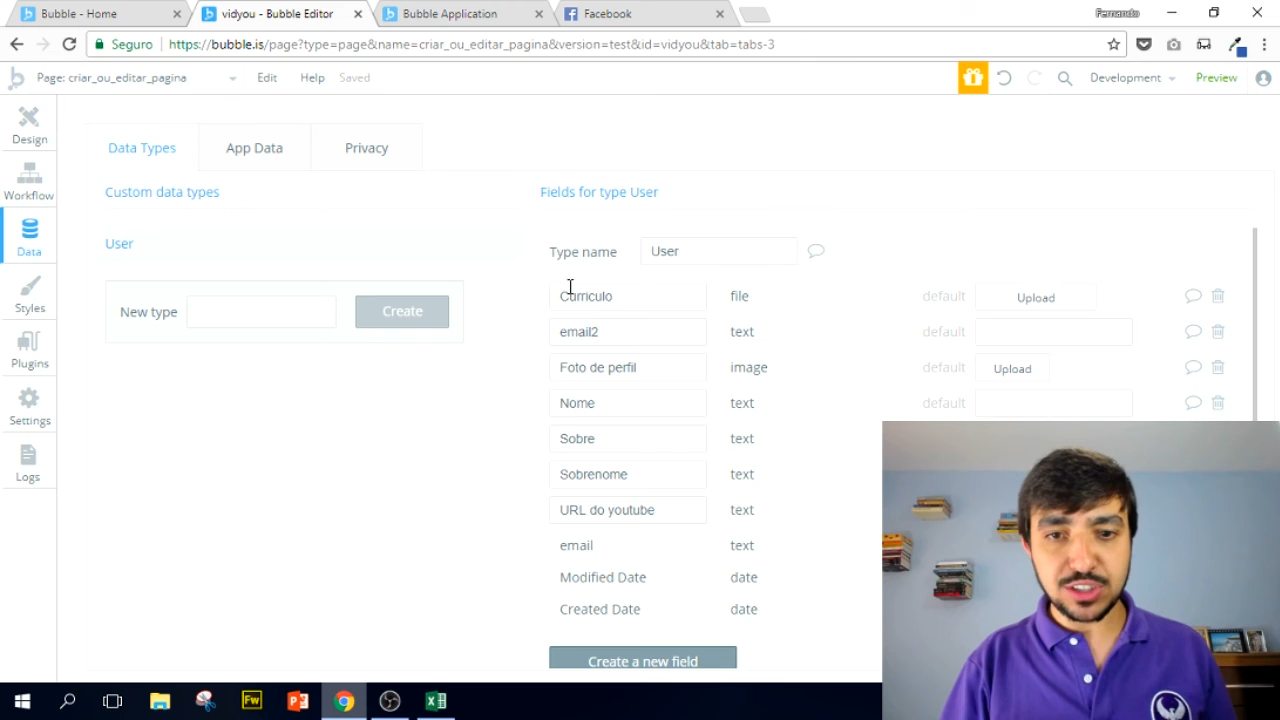 Bubble - Home
vidyou - Bubble Editor
Bubble Application
Facebook
Fernando
Seguro
https://bubble.is/page?type=page&name=criar_ou_editar_pagina&version=test&id=vidyou&tab=tabs-3
Page: criar_ou_editar_pagina
Edit
Help
Saved
Development
Preview
Design
Workflow
Data
Styles
Plugins
Settings
Logs
Data Types
App Data
Privacy
Custom data types
User
New type
Create
Fields for type User
Type name
User
Curriculo file default Upload
email2 text default
Foto de perfil image default Upload
Nome text default
Sobre text
Sobrenome text
URL do youtube text
email text
Modified Date date
Created Date date
Create a new field
Fw